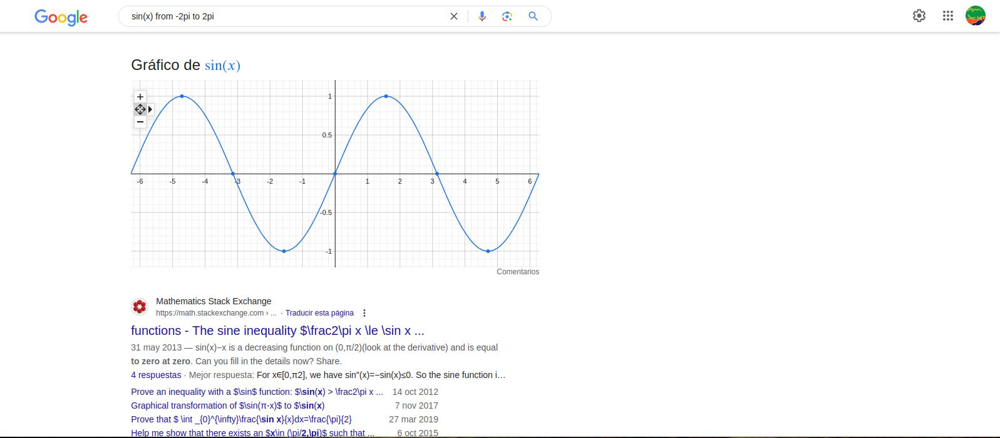 Google
sin(x) from -2pi to 2pi
Gráfico de sin(x)
1
0.5
-6 -5 -4 -3 -2 -1 1 2 3 4 5 6
-0.5
-1
Comentarios
Mathematics Stack Exchange
https://math.stackexchange.com › ... · Traducir esta página
functions - The sine inequality $\frac2\pi x \le \sin x ...
31 may 2013 — sin(x)−x is a decreasing function on (0,π/2)(look at the derivative) and is equal
to zero at zero. Can you fill in the details now? Share.
4 respuestas · Mejor respuesta: For x∈[0,π2], we have sin″(x)=−sin(x)≤0. So the sine function i…
Prove an inequality with a $\sin$ function: $\sin(x) > \frac2\pi x ... 14 oct 2012
Graphical transformation of $\sin(π-x)$ to $\sin(x) 7 nov 2017
Prove that $ \int _{0}^{\infty}\frac{\sin x}{x}dx=\frac{\pi}{2} 27 mar 2019
Help me show that there exists an $x\in (\pi/2,\pi)$ such that ... 6 oct 2015